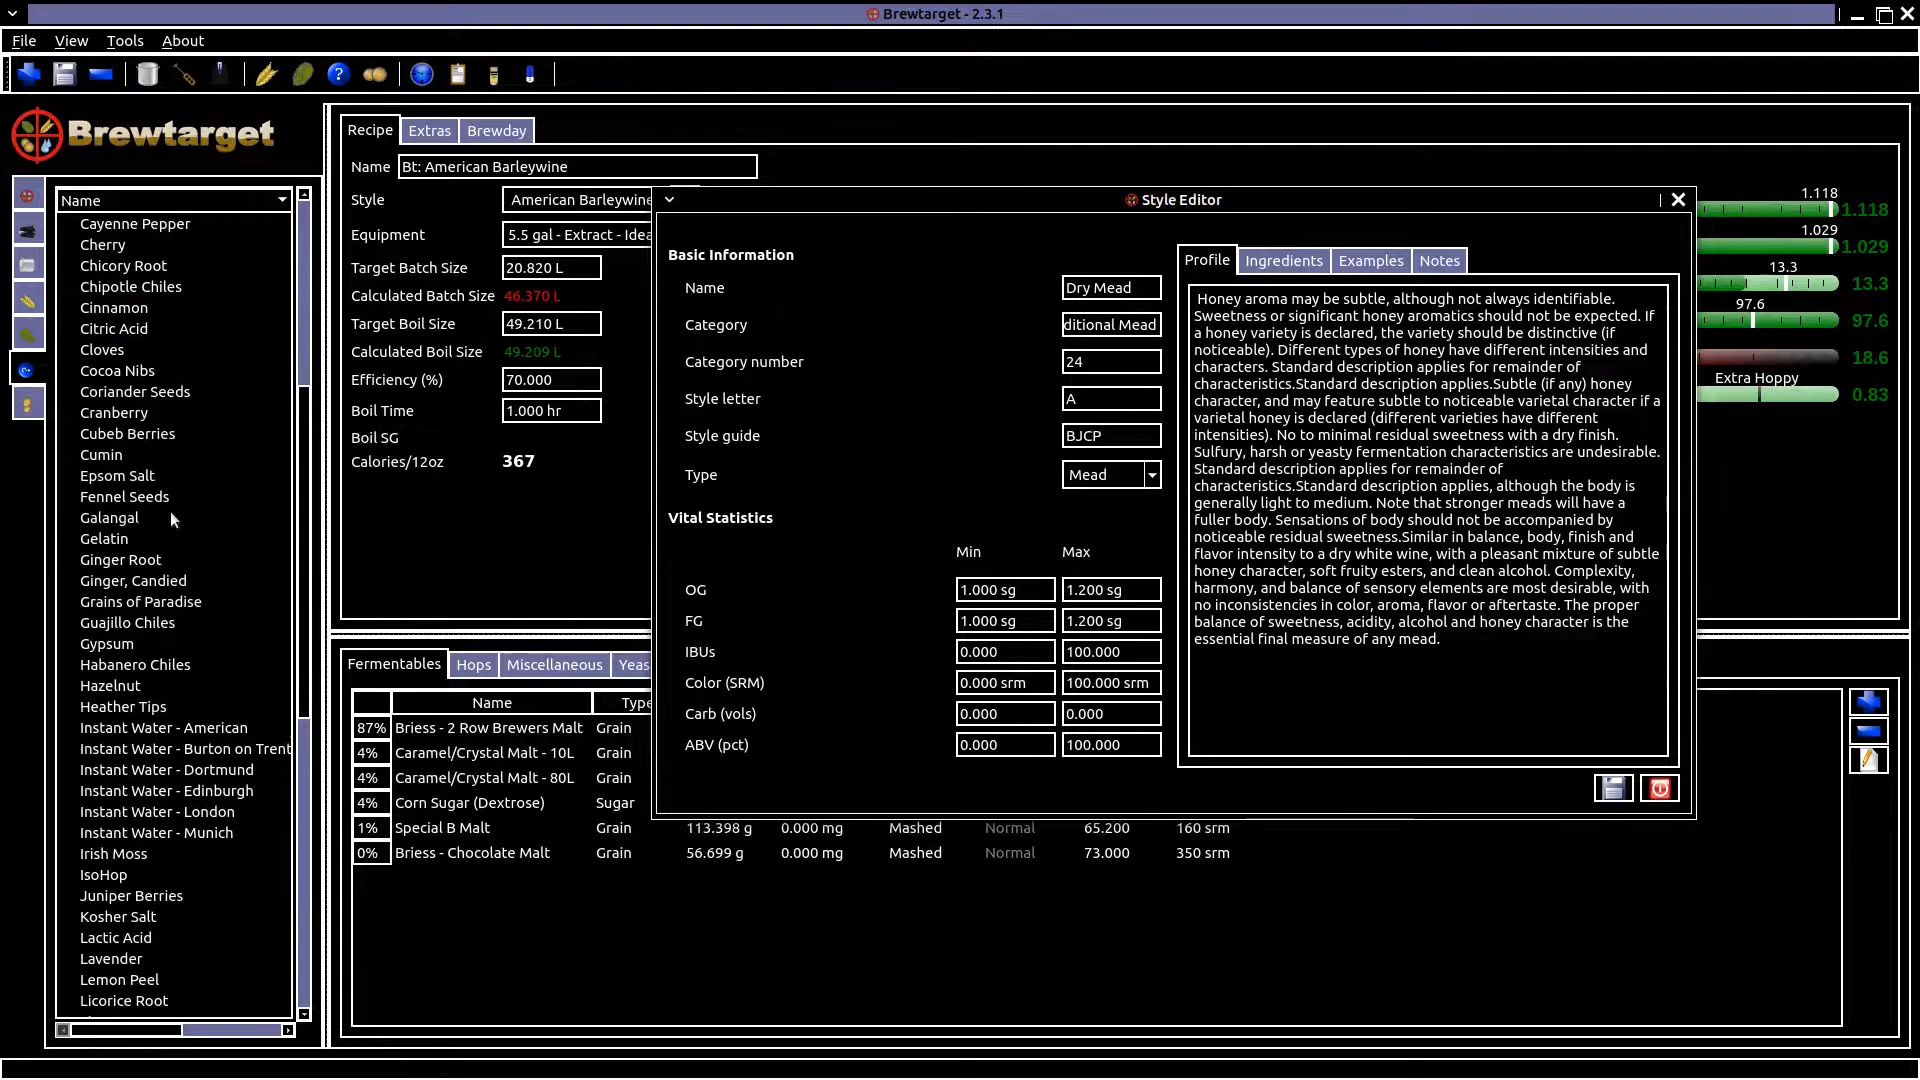 Brewtarget - 2.3.1
File View Tools About
Brewtarget
Name
Cayenne Pepper
Cherry
Chicory Root
Chipotle Chiles
Cinnamon
Citric Acid
Cloves
Cocoa Nibs
Coriander Seeds
Cranberry
Cubeb Berries
Cumin
Epsom Salt
Fennel Seeds
Galangal
Gelatin
Ginger Root
Ginger, Candied
Grains of Paradise
Guajillo Chiles
Gypsum
Habanero Chiles
Hazelnut
Heather Tips
Instant Water - American
Instant Water - Burton on Trent
Instant Water - Dortmund
Instant Water - Edinburgh
Instant Water - London
Instant Water - Munich
Irish Moss
IsoHop
Juniper Berries
Kosher Salt
Lactic Acid
Lavender
Lemon Peel
Licorice Root
Recipe Extras Brewday
Name Bt: American Barleywine
Style American Barleywine
Equipment 5.5 gal - Extract - Idea
Target Batch Size 20.820 L
Calculated Batch Size 46.370 L
Target Boil Size 49.210 L
Calculated Boil Size 49.209 L
Efficiency (%) 70.000
Boil Time 1.000 hr
Boil SG
Calories/12oz 367
1.118
1.118
1.029
1.029
13.3
13.3
97.6
97.6
18.6
Extra Hoppy
0.83
Style Editor
Basic Information
Name Dry Mead
Category ditional Mead
Category number 24
Style letter A
Style guide BJCP
Type Mead
Vital Statistics
Min Max
OG 1.000 sg 1.200 sg
FG 1.000 sg 1.200 sg
IBUs 0.000 100.000
Color (SRM) 0.000 srm 100.000 srm
Carb (vols) 0.000 0.000
ABV (pct) 0.000 100.000
Profile Ingredients Examples Notes
Honey aroma may be subtle, although not always identifiable.
Sweetness or significant honey aromatics should not be expected. If
a honey variety is declared, the variety should be distinctive (if
noticeable). Different types of honey have different intensities and
characters. Standard description applies for remainder of
characteristics.Standard description applies.Subtle (if any) honey
character, and may feature subtle to noticeable varietal character if a
varietal honey is declared (different varieties have different
intensities). No to minimal residual sweetness with a dry finish.
Sulfury, harsh or yeasty fermentation characteristics are undesirable.
Standard description applies for remainder of
characteristics.Standard description applies, although the body is
generally light to medium. Note that stronger meads will have a
fuller body. Sensations of body should not be accompanied by
noticeable residual sweetness.Similar in balance, body, finish and
flavor intensity to a dry white wine, with a pleasant mixture of subtle
honey character, soft fruity esters, and clean alcohol. Complexity,
harmony, and balance of sensory elements are most desirable, with
no inconsistencies in color, aroma, flavor or aftertaste. The proper
balance of sweetness, acidity, alcohol and honey character is the
essential final measure of any mead.
Fermentables Hops Miscellaneous Yeas
Name Type
87% Briess - 2 Row Brewers Malt Grain
4% Caramel/Crystal Malt - 10L Grain
4% Caramel/Crystal Malt - 80L Grain
4% Corn Sugar (Dextrose) Sugar
1% Special B Malt Grain 113.398 g 0.000 mg Mashed Normal 65.200 160 srm
0% Briess - Chocolate Malt Grain 56.699 g 0.000 mg Mashed Normal 73.000 350 srm